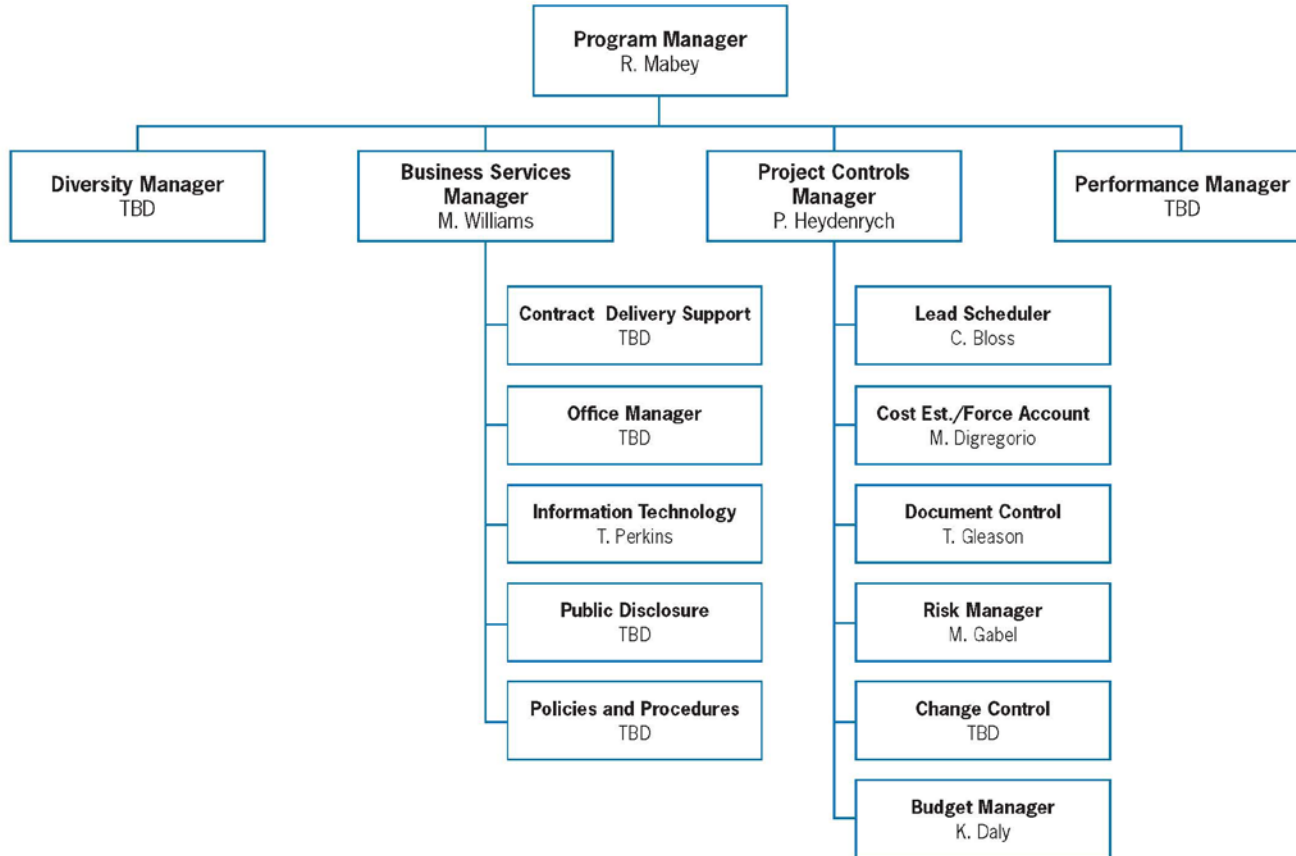 Program Manager
R. Mabey
Diversity Manager
TBD
Business Services
Manager
M. Williams
Project Controls
Manager
P. Heydenrych
Performance Manager
TBD
Contract Delivery Support
TBD
Office Manager
TBD
Information Technology
T. Perkins
Public Disclosure
TBD
Policies and Procedures
TBD
Lead Scheduler
C. Bloss
Cost Est./Force Account
M. Digregorio
Document Control
T. Gleason
Risk Manager
M. Gabel
Change Control
TBD
Budget Manager
K. Daly